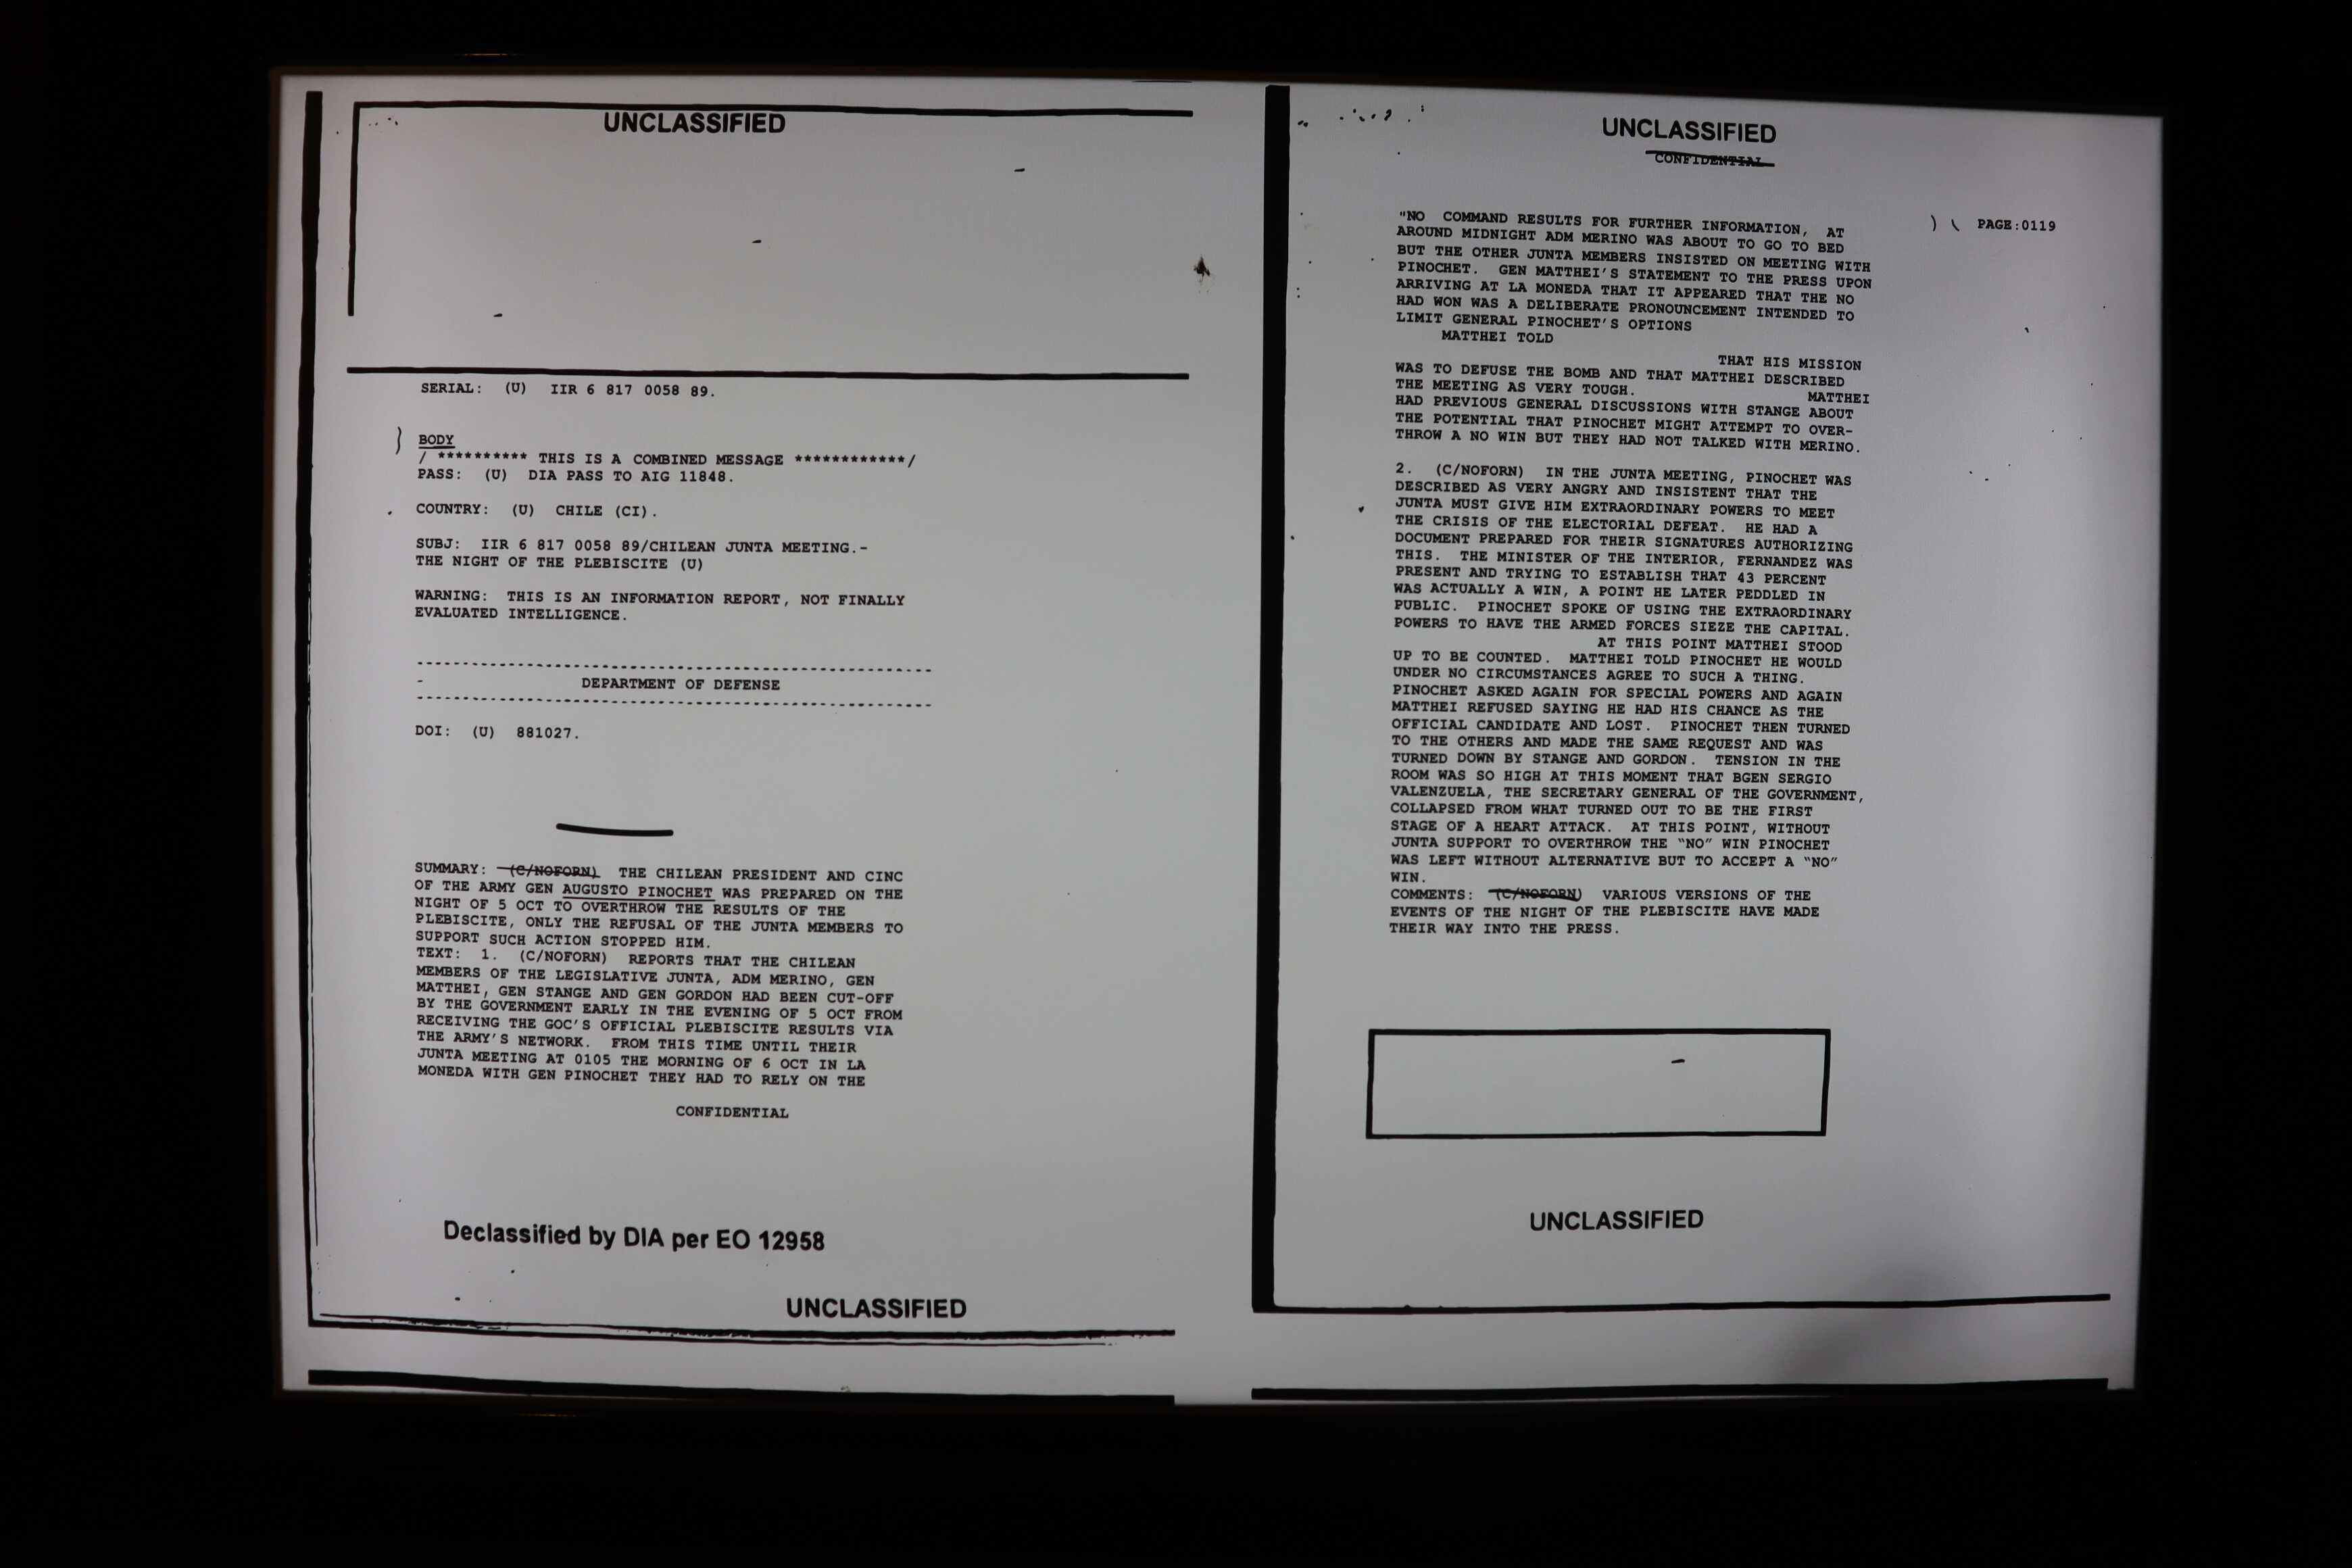 UNCLASSIFIED
SERIAL: (U) IIR 6 817 0058 89.
BODY
/ ********** THIS IS A COMBINED MESSAGE ************/
PASS: (U) DIA PASS TO AIG 11848.
COUNTRY: (U) CHILE (CI).
SUBJ: IIR 6 817 0058 89/CHILEAN JUNTA MEETING.-
THE NIGHT OF THE PLEBISCITE (U)
WARNING: THIS IS AN INFORMATION REPORT, NOT FINALLY
EVALUATED INTELLIGENCE.
--------------------------------------------------------
- DEPARTMENT OF DEFENSE
--------------------------------------------------------
DOI: (U) 881027.
SUMMARY: (C/NOFORN) THE CHILEAN PRESIDENT AND CINC
OF THE ARMY GEN AUGUSTO PINOCHET WAS PREPARED ON THE
NIGHT OF 5 OCT TO OVERTHROW THE RESULTS OF THE
PLEBISCITE, ONLY THE REFUSAL OF THE JUNTA MEMBERS TO
SUPPORT SUCH ACTION STOPPED HIM.
TEXT: 1. (C/NOFORN) REPORTS THAT THE CHILEAN
MEMBERS OF THE LEGISLATIVE JUNTA, ADM MERINO, GEN
MATTHEI, GEN STANGE AND GEN GORDON HAD BEEN CUT-OFF
BY THE GOVERNMENT EARLY IN THE EVENING OF 5 OCT FROM
RECEIVING THE GOC'S OFFICIAL PLEBISCITE RESULTS VIA
THE ARMY'S NETWORK. FROM THIS TIME UNTIL THEIR
JUNTA MEETING AT 0105 THE MORNING OF 6 OCT IN LA
MONEDA WITH GEN PINOCHET THEY HAD TO RELY ON THE
CONFIDENTIAL
Declassified by DIA per EO 12958
UNCLASSIFIED
UNCLASSIFIED
CONFIDENTIAL
PAGE:0119
"NO COMMAND RESULTS FOR FURTHER INFORMATION, AT
AROUND MIDNIGHT ADM MERINO WAS ABOUT TO GO TO BED
BUT THE OTHER JUNTA MEMBERS INSISTED ON MEETING WITH
PINOCHET. GEN MATTHEI'S STATEMENT TO THE PRESS UPON
ARRIVING AT LA MONEDA THAT IT APPEARED THAT THE NO
HAD WON WAS A DELIBERATE PRONOUNCEMENT INTENDED TO
LIMIT GENERAL PINOCHET'S OPTIONS
MATTHEI TOLD
THAT HIS MISSION
WAS TO DEFUSE THE BOMB AND THAT MATTHEI DESCRIBED
THE MEETING AS VERY TOUGH. MATTHEI
HAD PREVIOUS GENERAL DISCUSSIONS WITH STANGE ABOUT
THE POTENTIAL THAT PINOCHET MIGHT ATTEMPT TO OVER-
THROW A NO WIN BUT THEY HAD NOT TALKED WITH MERINO.
2. (C/NOFORN) IN THE JUNTA MEETING, PINOCHET WAS
DESCRIBED AS VERY ANGRY AND INSISTENT THAT THE
JUNTA MUST GIVE HIM EXTRAORDINARY POWERS TO MEET
THE CRISIS OF THE ELECTORIAL DEFEAT. HE HAD A
DOCUMENT PREPARED FOR THEIR SIGNATURES AUTHORIZING
THIS. THE MINISTER OF THE INTERIOR, FERNANDEZ WAS
PRESENT AND TRYING TO ESTABLISH THAT 43 PERCENT
WAS ACTUALLY A WIN, A POINT HE LATER PEDDLED IN
PUBLIC. PINOCHET SPOKE OF USING THE EXTRAORDINARY
POWERS TO HAVE THE ARMED FORCES SIEZE THE CAPITAL.
AT THIS POINT MATTHEI STOOD
UP TO BE COUNTED. MATTHEI TOLD PINOCHET HE WOULD
UNDER NO CIRCUMSTANCES AGREE TO SUCH A THING.
PINOCHET ASKED AGAIN FOR SPECIAL POWERS AND AGAIN
MATTHEI REFUSED SAYING HE HAD HIS CHANCE AS THE
OFFICIAL CANDIDATE AND LOST. PINOCHET THEN TURNED
TO THE OTHERS AND MADE THE SAME REQUEST AND WAS
TURNED DOWN BY STANGE AND GORDON. TENSION IN THE
ROOM WAS SO HIGH AT THIS MOMENT THAT BGEN SERGIO
VALENZUELA, THE SECRETARY GENERAL OF THE GOVERNMENT,
COLLAPSED FROM WHAT TURNED OUT TO BE THE FIRST
STAGE OF A HEART ATTACK. AT THIS POINT, WITHOUT
JUNTA SUPPORT TO OVERTHROW THE "NO" WIN PINOCHET
WAS LEFT WITHOUT ALTERNATIVE BUT TO ACCEPT A "NO"
WIN.
COMMENTS: (C/NOFORN) VARIOUS VERSIONS OF THE
EVENTS OF THE NIGHT OF THE PLEBISCITE HAVE MADE
THEIR WAY INTO THE PRESS.
UNCLASSIFIED